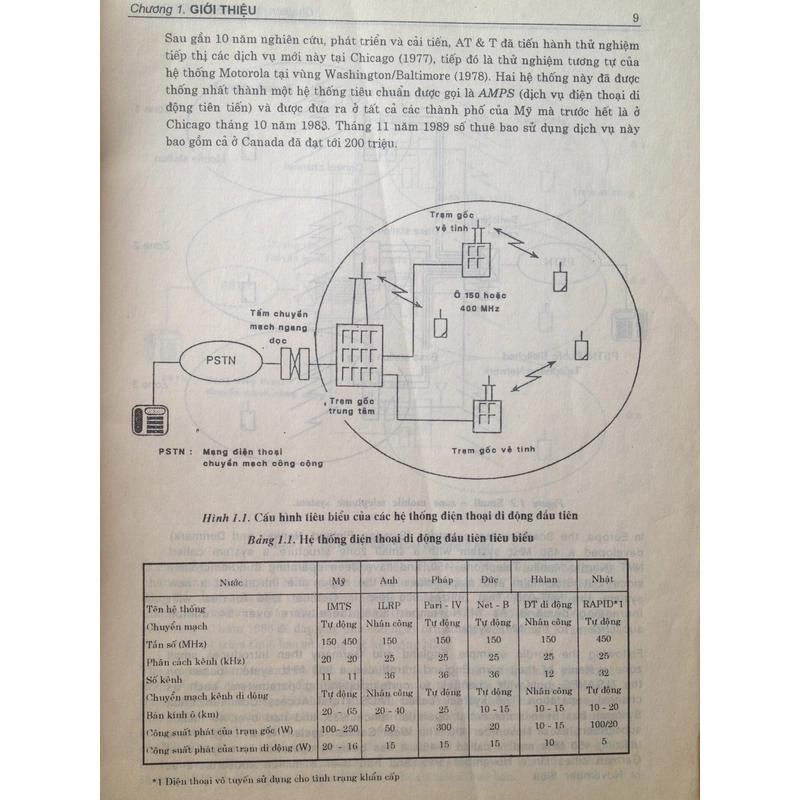 Chương 1. GIỚI THIỆU
9
Sau gần 10 năm nghiên cứu, phát triển và cải tiến, AT & T đã tiến hành thử nghiệm
tiếp thị các dịch vụ mới này tại Chicago (1977), tiếp đó là thử nghiệm tương tự của
hệ thống Motorola tại vùng Washington/Baltimore (1978). Hai hệ thống này đã được
thống nhất thành một hệ thống tiêu chuẩn được gọi là AMPS (dịch vụ điện thoại di
động tiên tiến) và được đưa ra ở tất cả các thành phố của Mỹ mà trước hết là ở
Chicago tháng 10 năm 1983. Tháng 11 năm 1989 số thuê bao sử dụng dịch vụ này
bao gồm cả ở Canada đã đạt tới 200 triệu.
Trạm gốc
vệ tinh
Ô 150 hoặc
400 MHz
Tấm chuyển
mạch ngang
dọc
PSTN
Trạm gốc
trung tâm
Trạm gốc vệ tinh
PSTN : Mạng điện thoại
chuyển mạch công cộng
Hình 1.1. Cấu hình tiêu biểu của các hệ thống điện thoại di động đầu tiên
Bảng 1.1. Hệ thống điện thoại di động đầu tiên tiêu biểu
Nước Mỹ Anh Pháp Đức Hàlan Nhật
Tên hệ thống IMTS ILRP Pari - IV Net - B ĐT di động RAPID*1
Chuyển mạch Tự động Nhân công Tự động Tự động Nhân công Tự động
Tần số (MHz) 150 450 150 150 150 150 450
Phân cách kênh (kHz) 20 20 25 25 25 25 25
Số kênh 11 11 36 36 36 12 32
Chuyển mạch kênh di động Tự động Nhân công Tự động Tự động Nhân công Tự động
Bán kính ô (km) 20 - 65 20 - 40 25 10 - 15 10 - 15 10 - 20
Công suất phát của trạm gốc (W) 100- 250 50 300 20 10 - 15 100/20
Công suất phát của trạm di động (W) 20 - 16 15 15 15 10 5
*1 Điện thoại vô tuyến sử dụng cho tình trạng khẩn cấp